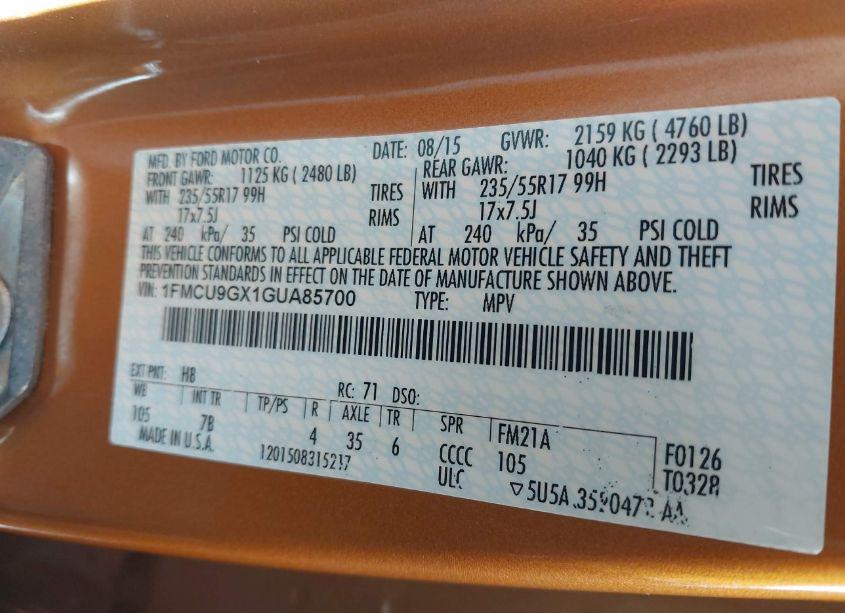 MFD. BY FORD MOTOR CO. DATE: 08/15 GVWR: 2159 KG ( 4760 LB)
FRONT GAWR: 1125 KG ( 2480 LB) REAR GAWR: 1040 KG ( 2293 LB)
WITH 235/55R17 99H TIRES WITH 235/55R17 99H TIRES
17x7.5J RIMS 17x7.5J RIMS
AT 240 kPa/ 35 PSI COLD AT 240 kPa/ 35 PSI COLD
THIS VEHICLE CONFORMS TO ALL APPLICABLE FEDERAL MOTOR VEHICLE SAFETY AND THEFT
PREVENTION STANDARDS IN EFFECT ON THE DATE OF MANUFACTURE SHOWN ABOVE.
VIN: 1FMCU9GX1GUA85700 TYPE: MPV
EXT PNT: H8 RC: 71 DSO:
WB INT TR TP/PS R AXLE TR SPR FM21A F0126
105 7B 4 35 6 CCCC 105 T0328
MADE IN U.S.A. ULC